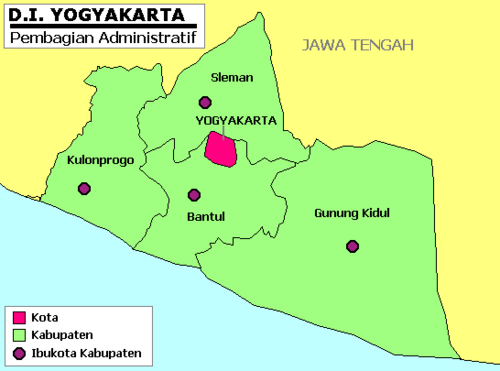 D.I. YOGYAKARTA
Pembagian Administratif
JAWA TENGAH
Sleman
YOGYAKARTA
Kulonprogo
Bantul
Gunung Kidul
Kota
Kabupaten
Ibukota Kabupaten